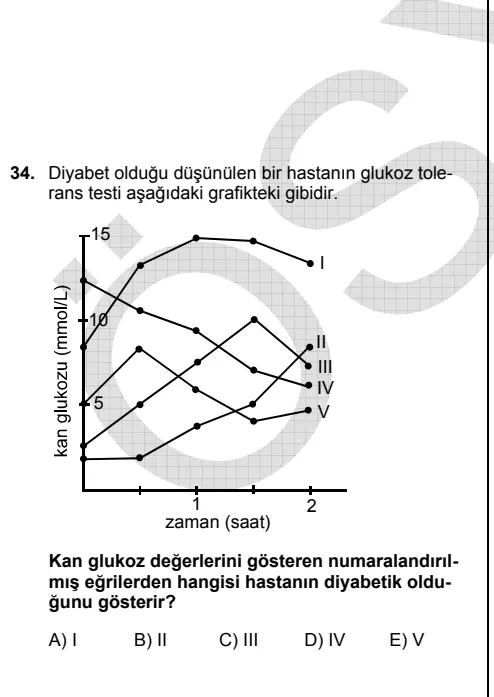 34. Diyabet olduğu düşünülen bir hastanın glukoz tole-
rans testi aşağıdaki grafikteki gibidir.
15
I
10
II
III
IV
5
V
kan glukozu (mmol/L)
1
2
zaman (saat)
Kan glukoz değerlerini gösteren numaralandırıl-
mış eğrilerden hangisi hastanın diyabetik oldu-
ğunu gösterir?
A) I B) II C) III D) IV E) V